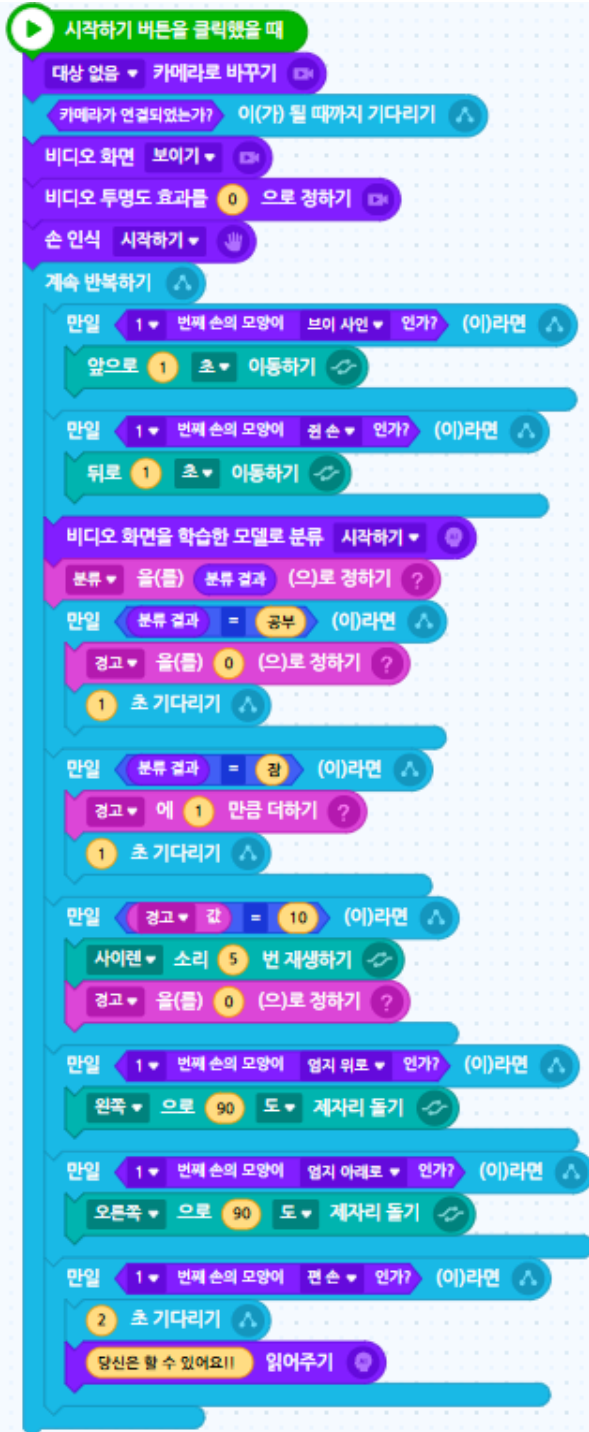 시작하기 버튼을 클릭했을 때
대상 없음 카메라로 바꾸기
카메라가 연결되었는가? 이(가) 될 때까지 기다리기
비디오 화면 보이기
비디오 투명도 효과를 0 으로 정하기
손 인식 시작하기
계속 반복하기
만일 1 번째 손의 모양이 브이 사인 인가? (이)라면
앞으로 1 초 이동하기
만일 1 번째 손의 모양이 쥔 손 인가? (이)라면
뒤로 1 초 이동하기
비디오 화면을 학습한 모델로 분류 시작하기
분류 을(를) 분류 결과 (으)로 정하기 ?
만일 분류 결과 = 공부 (이)라면
경고 을(를) 0 (으)로 정하기 ?
1 초 기다리기
만일 분류 결과 = 잠 (이)라면
경고 에 1 만큼 더하기 ?
1 초 기다리기
만일 경고 값 = 10 (이)라면
사이렌 소리 5 번 재생하기
경고 을(를) 0 (으)로 정하기 ?
만일 1 번째 손의 모양이 엄지 위로 인가? (이)라면
왼쪽 으로 90 도 제자리 돌기
만일 1 번째 손의 모양이 엄지 아래로 인가? (이)라면
오른쪽 으로 90 도 제자리 돌기
만일 1 번째 손의 모양이 편 손 인가? (이)라면
2 초 기다리기
당신은 할 수 있어요!! 읽어주기